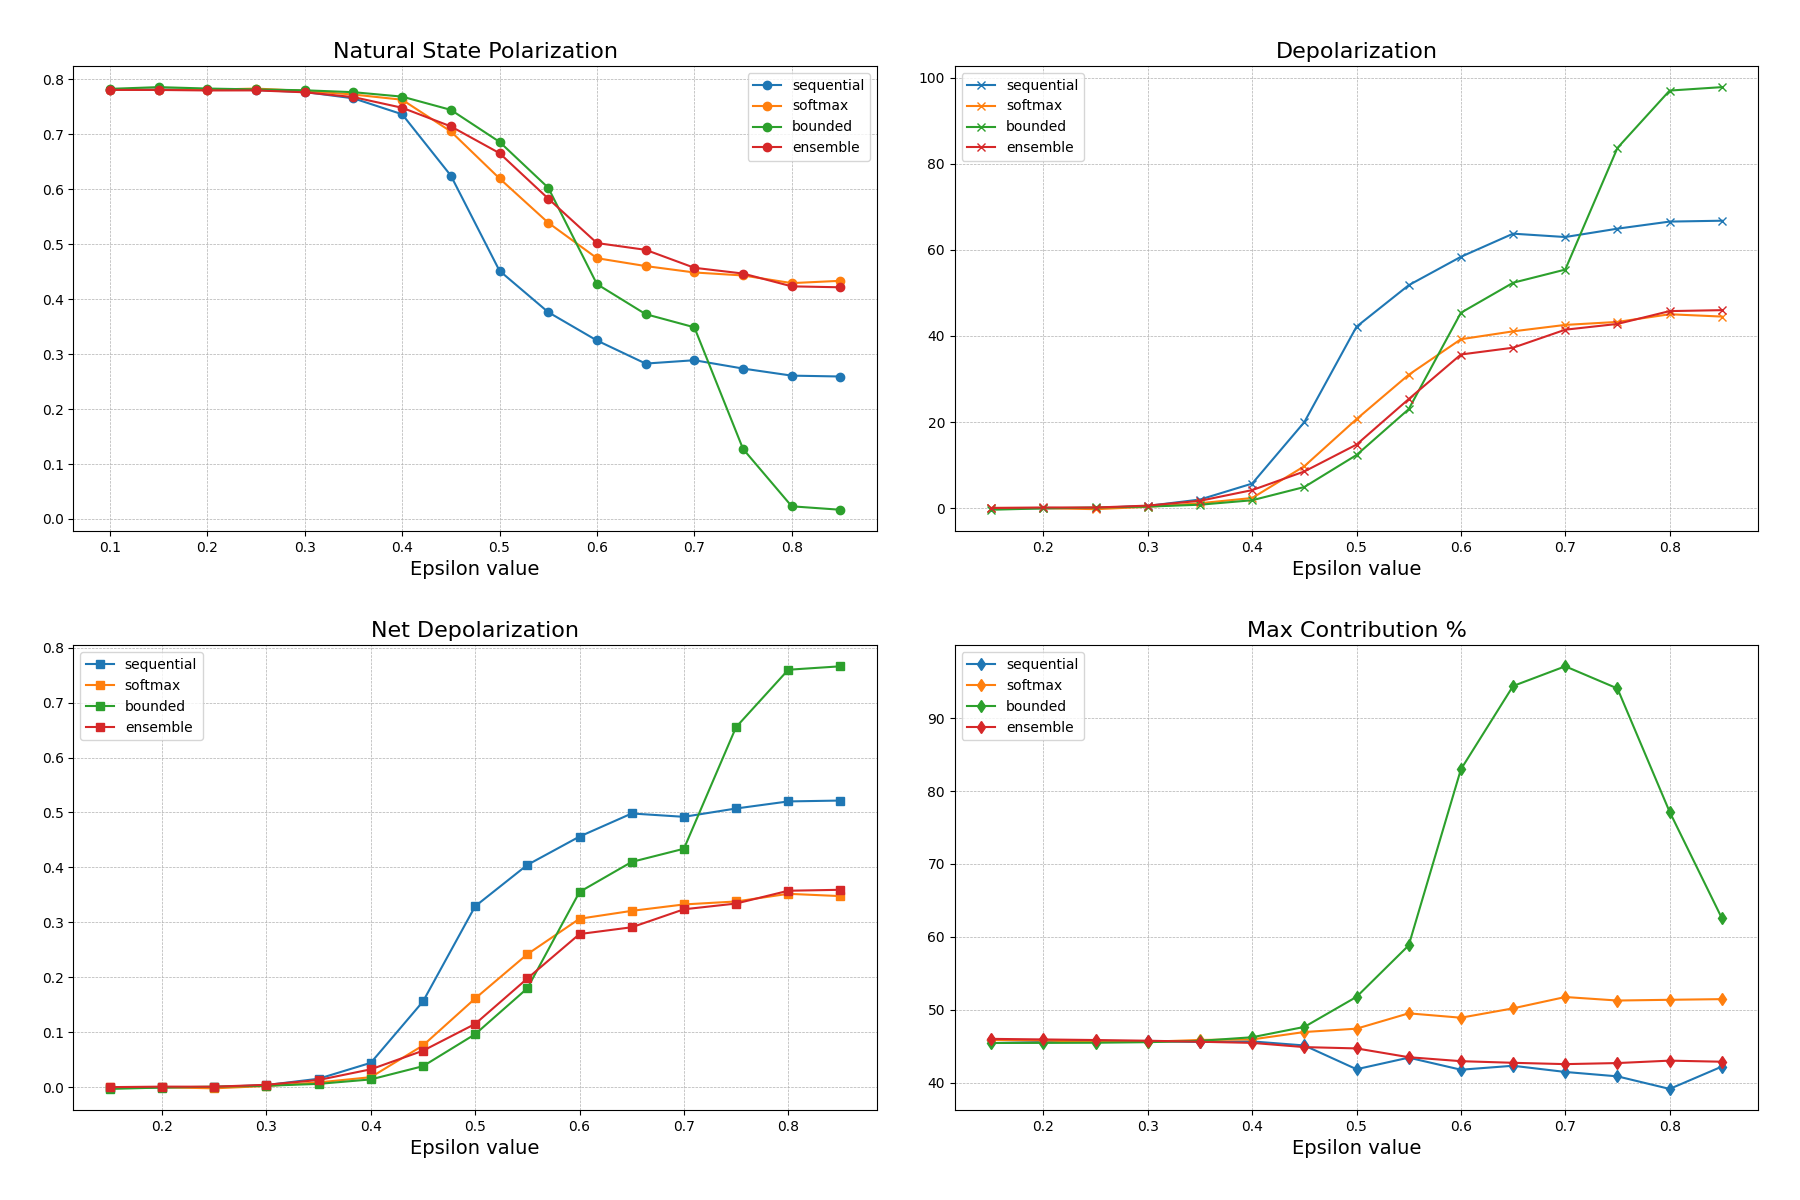 Natural State Polarization
0.8
0.7
0.6
0.5
0.4
0.3
0.2
0.1
0.0
sequential
softmax
bounded
ensemble
0.1 0.2 0.3 0.4 0.5 0.6 0.7 0.8
Epsilon value
Depolarization
100
80
60
40
20
0
sequential
softmax
bounded
ensemble
0.2 0.3 0.4 0.5 0.6 0.7 0.8
Epsilon value
Net Depolarization
0.8
0.7
0.6
0.5
0.4
0.3
0.2
0.1
0.0
sequential
softmax
bounded
ensemble
0.2 0.3 0.4 0.5 0.6 0.7 0.8
Epsilon value
Max Contribution %
90
80
70
60
50
40
sequential
softmax
bounded
ensemble
0.2 0.3 0.4 0.5 0.6 0.7 0.8
Epsilon value